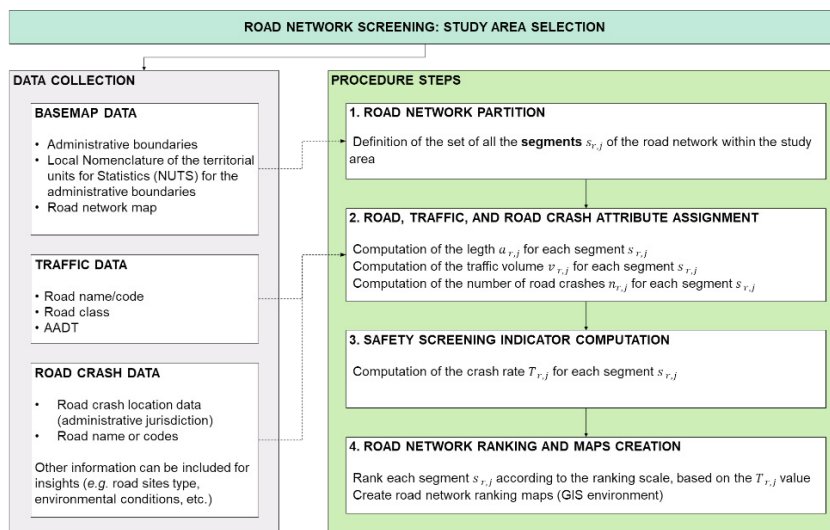 ROAD NETWORK SCREENING: STUDY AREA SELECTION
DATA COLLECTION
BASEMAP DATA
• Administrative boundaries
• Local Nomenclature of the territorial
units for Statistics (NUTS) for the
administrative boundaries
• Road network map
TRAFFIC DATA
• Road name/code
• Road class
• AADT
ROAD CRASH DATA
• Road crash location data
(administrative jurisdiction)
• Road name or codes
Other information can be included for
insights (e.g. road sites type,
environmental conditions, etc.)
PROCEDURE STEPS
1. ROAD NETWORK PARTITION
Definition of the set of all the segments s_{r,j} of the road network within the study
area
2. ROAD, TRAFFIC, AND ROAD CRASH ATTRIBUTE ASSIGNMENT
Computation of the legth a_{r,j} for each segment s_{r,j}
Computation of the traffic volume v_{r,j} for each segment s_{r,j}
Computation of the number of road crashes n_{r,j} for each segment s_{r,j}
3. SAFETY SCREENING INDICATOR COMPUTATION
Computation of the crash rate T_{r,j} for each segment s_{r,j}
4. ROAD NETWORK RANKING AND MAPS CREATION
Rank each segment s_{r,j} according to the ranking scale, based on the T_{r,j} value
Create road network ranking maps (GIS environment)